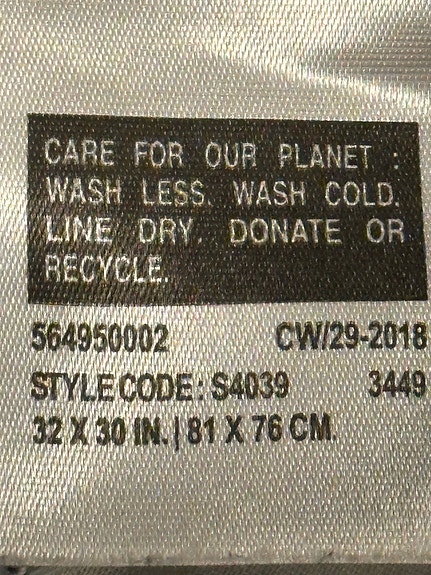 CARE FOR OUR PLANET :
WASH LESS. WASH COLD.
LINE DRY. DONATE OR
RECYCLE.
564950002 CW/29-2018
STYLE CODE: S4039 3449
32 X 30 IN. | 81 X 76 CM.